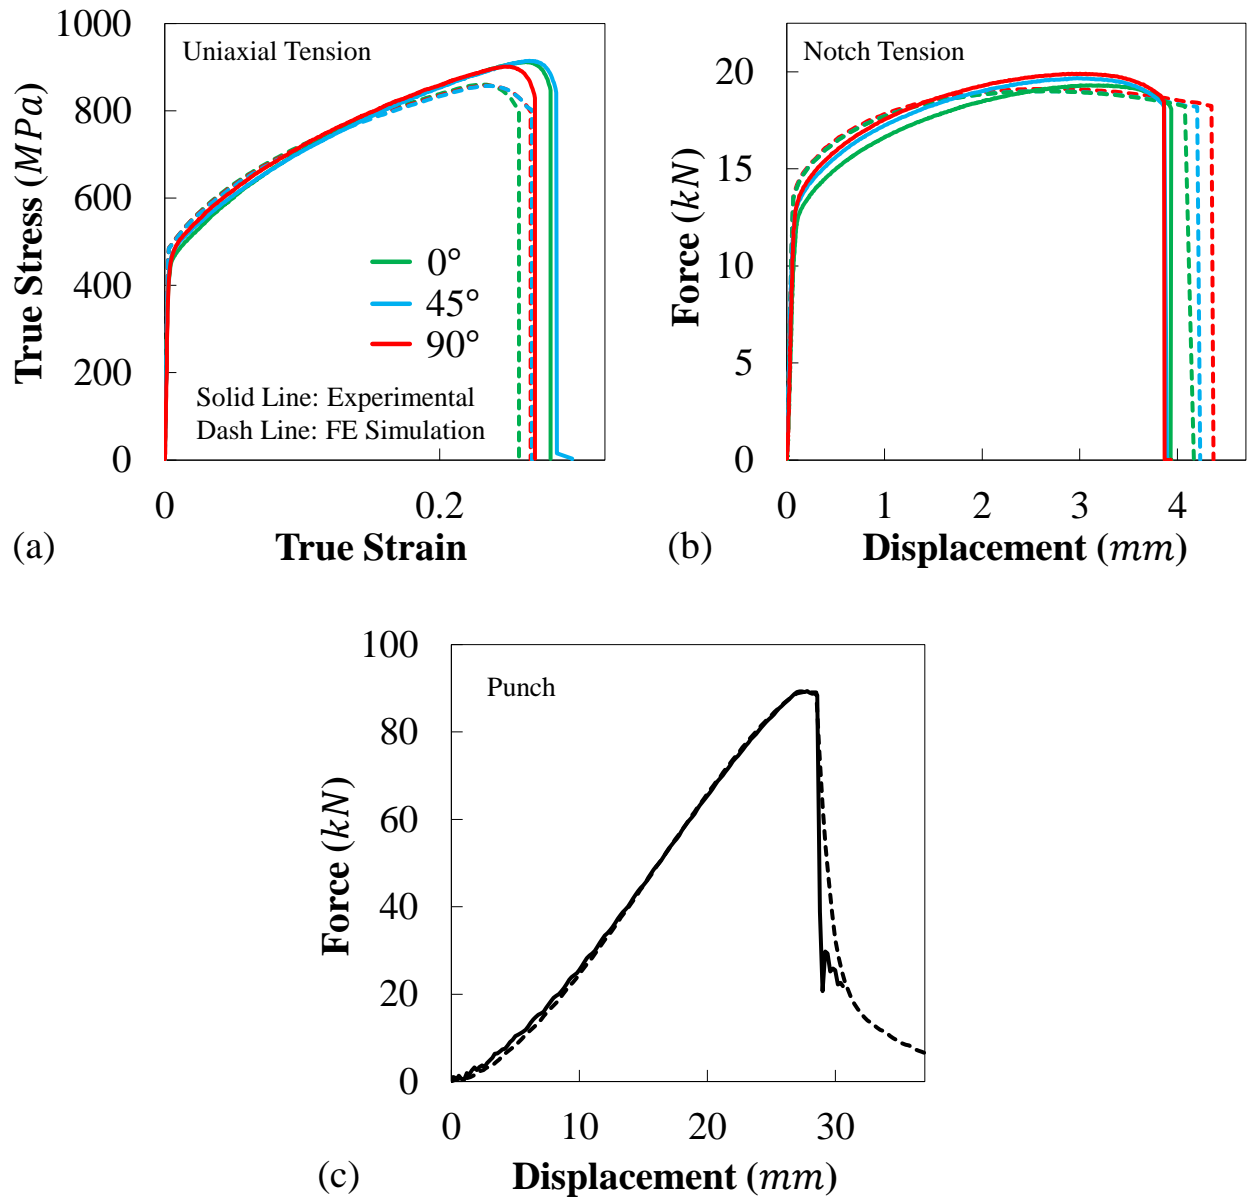 1000
800
600
400
200
0
True Stress (MPa)
Uniaxial Tension
0°
45°
90°
Solid Line: Experimental
Dash Line: FE Simulation
0 0.2
(a) True Strain
20
15
10
5
0
Force (kN)
Notch Tension
0 1 2 3 4
(b) Displacement (mm)
100
80
60
40
20
0
Force (kN)
Punch
0 10 20 30
(c) Displacement (mm)